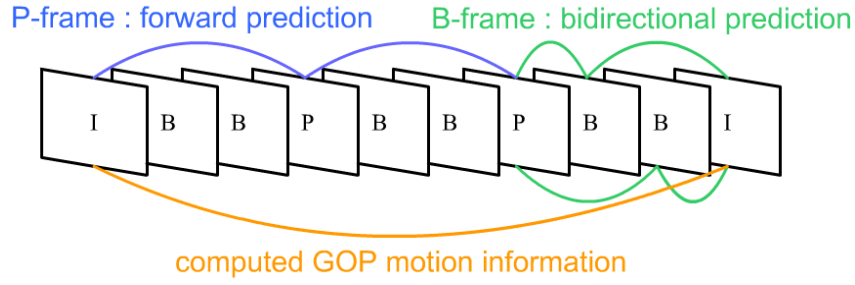 P-frame : forward prediction
B-frame : bidirectional prediction
I B B P B B P B B I
computed GOP motion information